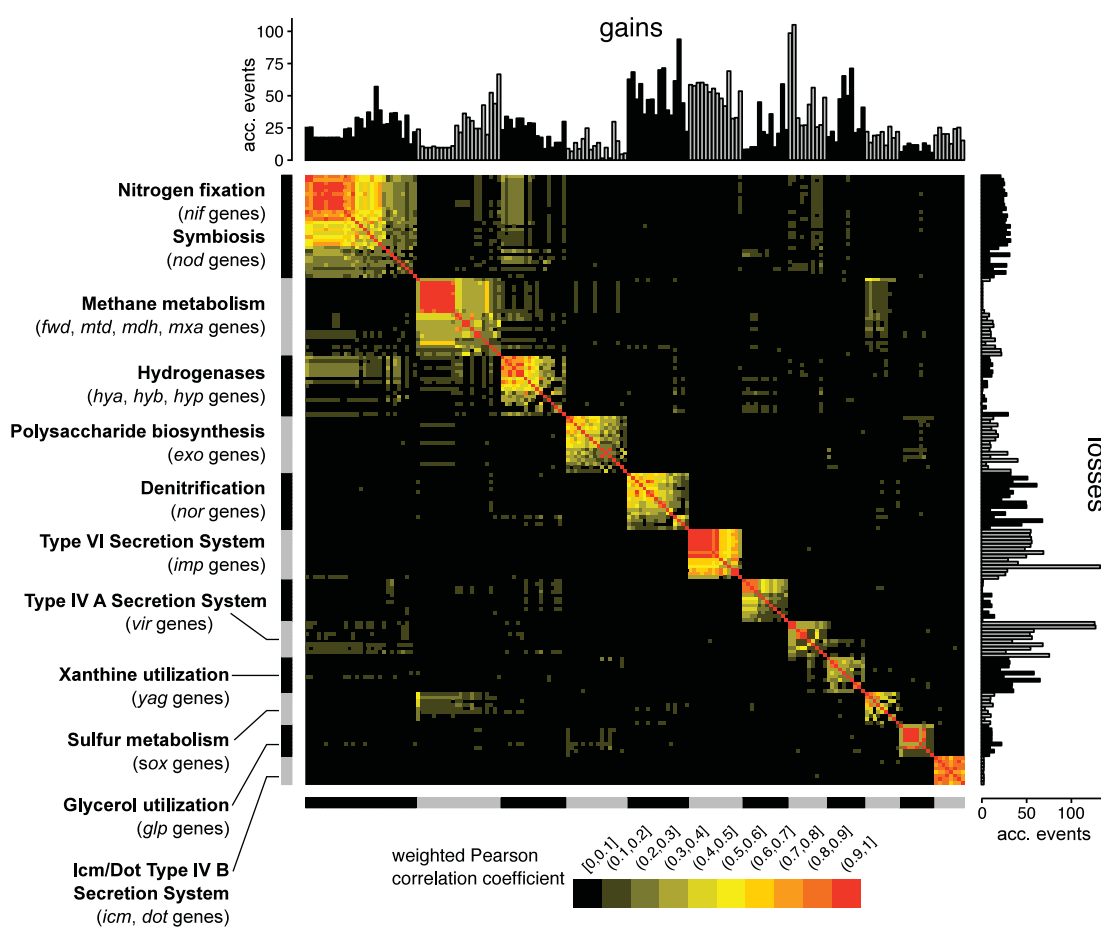 gains
100
75
50
25
0
acc. events
Nitrogen fixation
(nif genes)
Symbiosis
(nod genes)
Methane metabolism
(fwd, mtd, mdh, mxa genes)
Hydrogenases
(hya, hyb, hyp genes)
Polysaccharide biosynthesis
(exo genes)
Denitrification
(nor genes)
Type VI Secretion System
(imp genes)
Type IV A Secretion System
(vir genes)
Xanthine utilization
(yag genes)
Sulfur metabolism
(sox genes)
Glycerol utilization
(glp genes)
Icm/Dot Type IV B
Secretion System
(icm, dot genes)
losses
0 50 100
acc. events
weighted Pearson
correlation coefficient
[0,0.1]
(0.1,0.2]
(0.2,0.3]
(0.3,0.4]
(0.4,0.5]
(0.5,0.6]
(0.6,0.7]
(0.7,0.8]
(0.8,0.9]
(0.9.1]